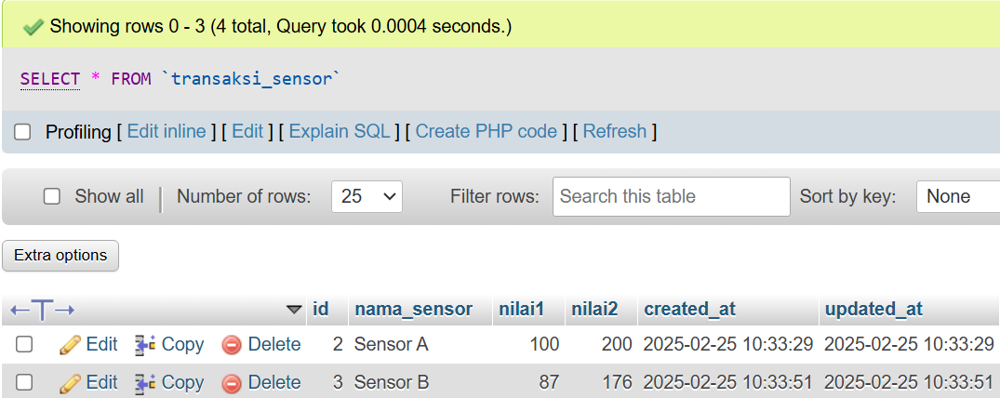 Showing rows 0 - 3 (4 total, Query took 0.0004 seconds.)
SELECT * FROM `transaksi_sensor`
Profiling [ Edit inline ] [ Edit ] [ Explain SQL ] [ Create PHP code ] [ Refresh ]
Show all Number of rows: 25 Filter rows: Search this table Sort by key: None
Extra options
←T→ id nama_sensor nilai1 nilai2 created_at updated_at
Edit Copy Delete 2 Sensor A 100 200 2025-02-25 10:33:29 2025-02-25 10:33:29
Edit Copy Delete 3 Sensor B 87 176 2025-02-25 10:33:51 2025-02-25 10:33:51